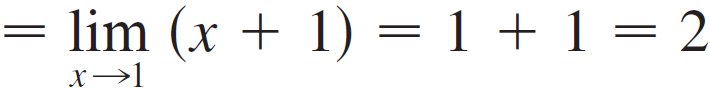 = lim (x + 1) = 1 + 1 = 2
x→1